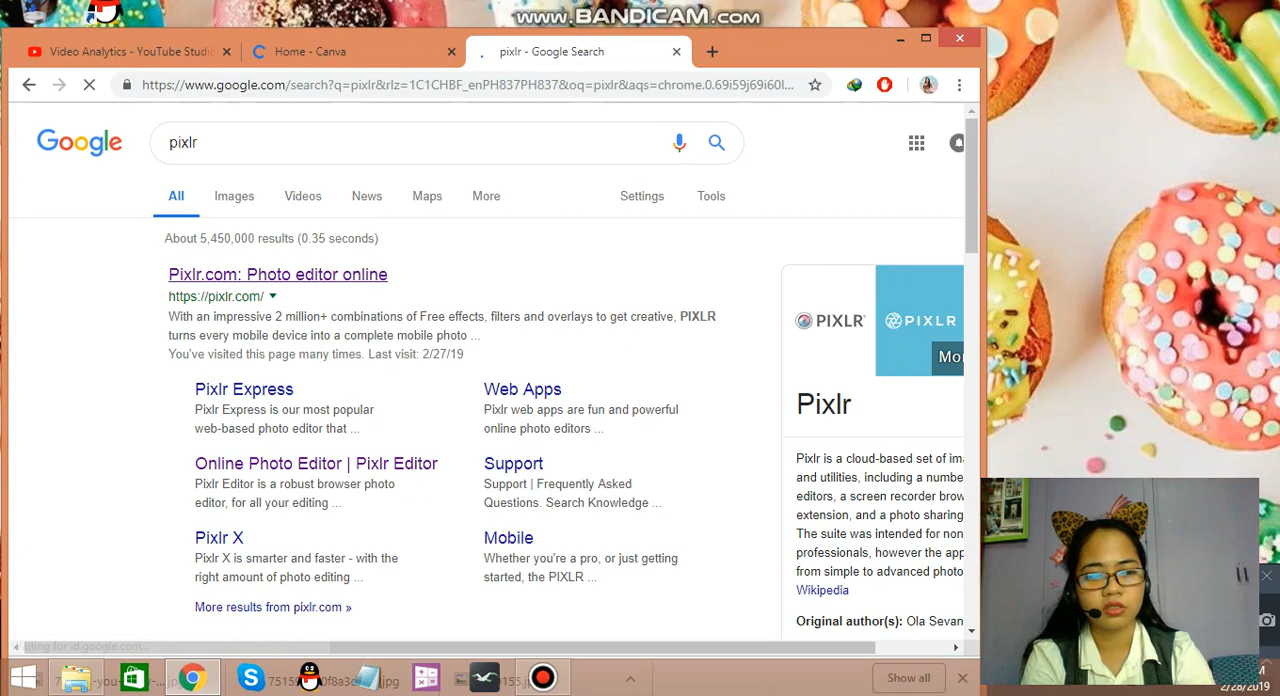 www.BANDICAM.com
Video Analytics - YouTube Studi
Home - Canva
pixlr - Google Search
https://www.google.com/search?q=pixlr&rlz=1C1CHBF_enPH837PH837&oq=pixlr&aqs=chrome.0.69i59j69i60l...
Google
pixlr
All
Images
Videos
News
Maps
More
Settings
Tools
About 5,450,000 results (0.35 seconds)
Pixlr.com: Photo editor online
https://pixlr.com/
With an impressive 2 million+ combinations of Free effects, filters and overlays to get creative, PIXLR
turns every mobile device into a complete mobile photo ...
You've visited this page many times. Last visit: 2/27/19
Pixlr Express
Pixlr Express is our most popular
web-based photo editor that ...
Web Apps
Pixlr web apps are fun and powerful
online photo editors ...
Online Photo Editor | Pixlr Editor
Pixlr Editor is a robust browser photo
editor, for all your editing ...
Support
Support | Frequently Asked
Questions. Search Knowledge ...
Pixlr X
Pixlr X is smarter and faster - with the
right amount of photo editing ...
Mobile
Whether you're a pro, or just getting
started, the PIXLR ...
More results from pixlr.com »
PIXLR
PIXLR
Mo
Pixlr
Pixlr is a cloud-based set of im
and utilities, including a numbe
editors, a screen recorder brow
extension, and a photo sharing
The suite was intended for non
professionals, however the app
from simple to advanced photo
Wikipedia
Original author(s): Ola Sevan
iting for id.google.com...
Show all
2/28/2019